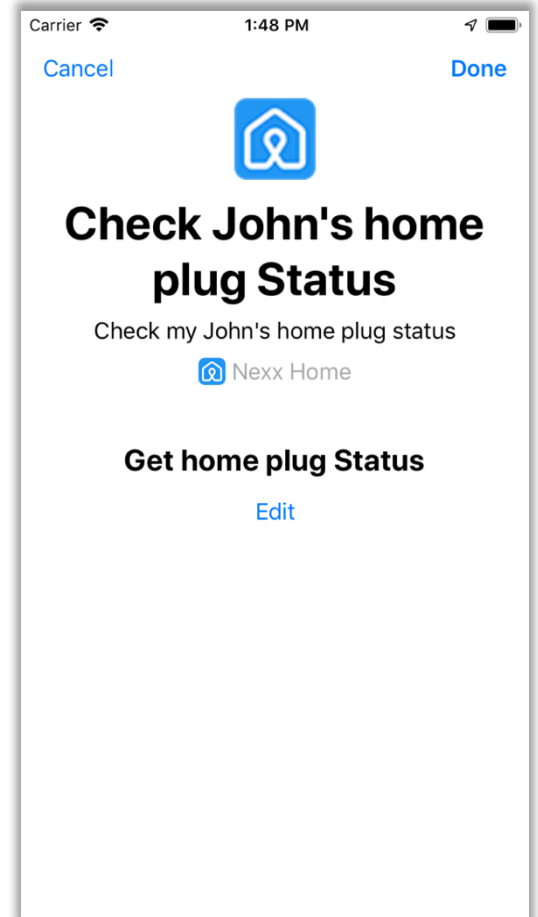 Carrier 1:48 PM
Cancel Done
Check John's home
plug Status
Check my John's home plug status
Nexx Home
Get home plug Status
Edit